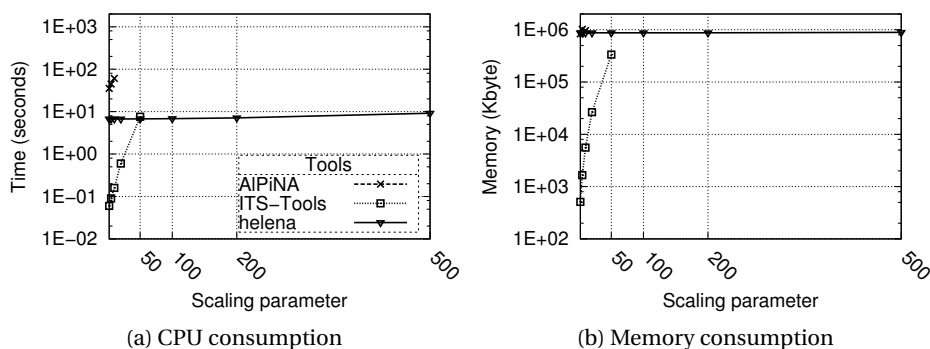 1E+03
1E+02
1E+01
1E+00
1E-01
1E-02
Time (seconds)
Tools
AlPiNA
ITS-Tools
helena
50
100
200
500
Scaling parameter
(a) CPU consumption
1E+06
1E+05
1E+04
1E+03
1E+02
Memory (Kbyte)
50
100
200
500
Scaling parameter
(b) Memory consumption